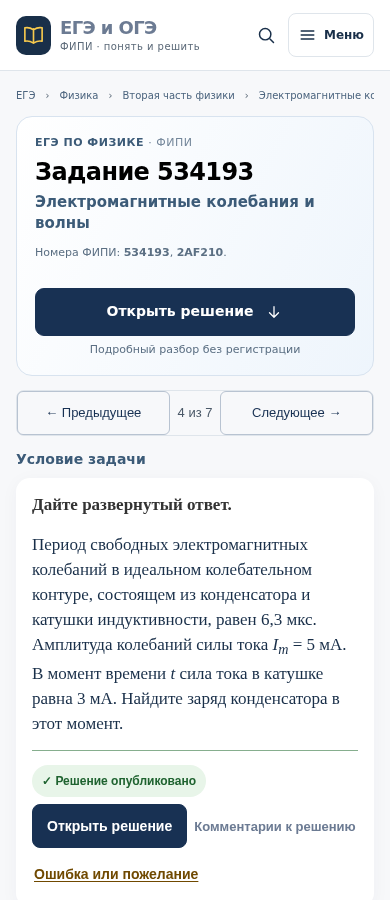 ЕГЭ и ОГЭ
ФИПИ · понять и решить
Меню
ЕГЭ › Физика › Вторая часть физики › Электромагнитные
ЕГЭ ПО ФИЗИКЕ · ФИПИ
Задание 534193
Электромагнитные колебания и
волны
Номера ФИПИ: 534193, 2AF210.
Открыть решение ↓
Подробный разбор без регистрации
← Предыдущее
4 из 7
Следующее →
Условие задачи
Дайте развернутый ответ.
Период свободных электромагнитных
колебаний в идеальном колебательном
контуре, состоящем из конденсатора и
катушки индуктивности, равен 6,3 мкс.
Амплитуда колебаний силы тока Im = 5 мА.
В момент времени t сила тока в катушке
равна 3 мА. Найдите заряд конденсатора в
этот момент.
✓ Решение опубликовано
Открыть решение
Комментарии к решению
Ошибка или пожелание